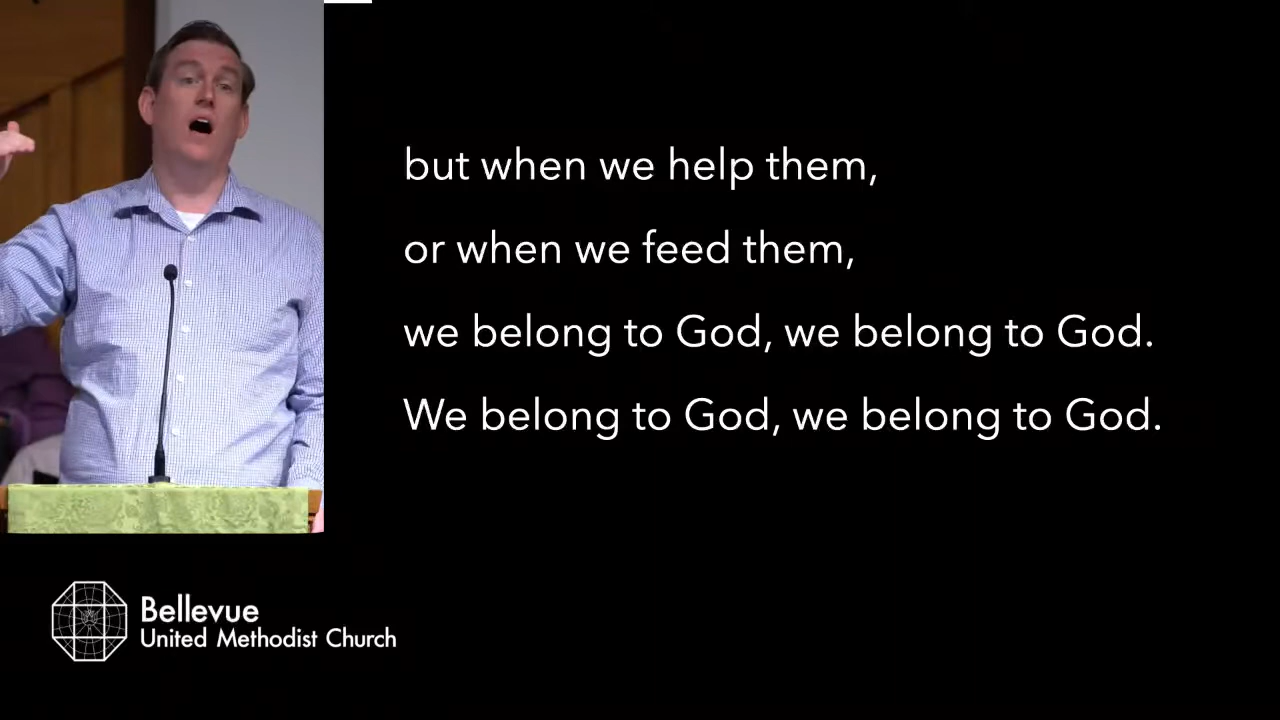 but when we help them,
or when we feed them,
we belong to God, we belong to God.
We belong to God, we belong to God.
Bellevue
United Methodist Church